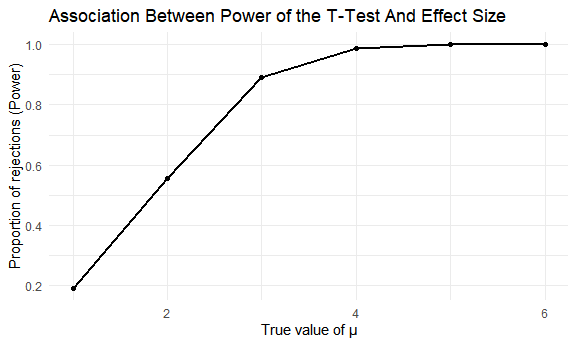 Association Between Power of the T-Test And Effect Size
Proportion of rejections (Power)
1.0
0.8
0.6
0.4
0.2
2
4
6
True value of μ